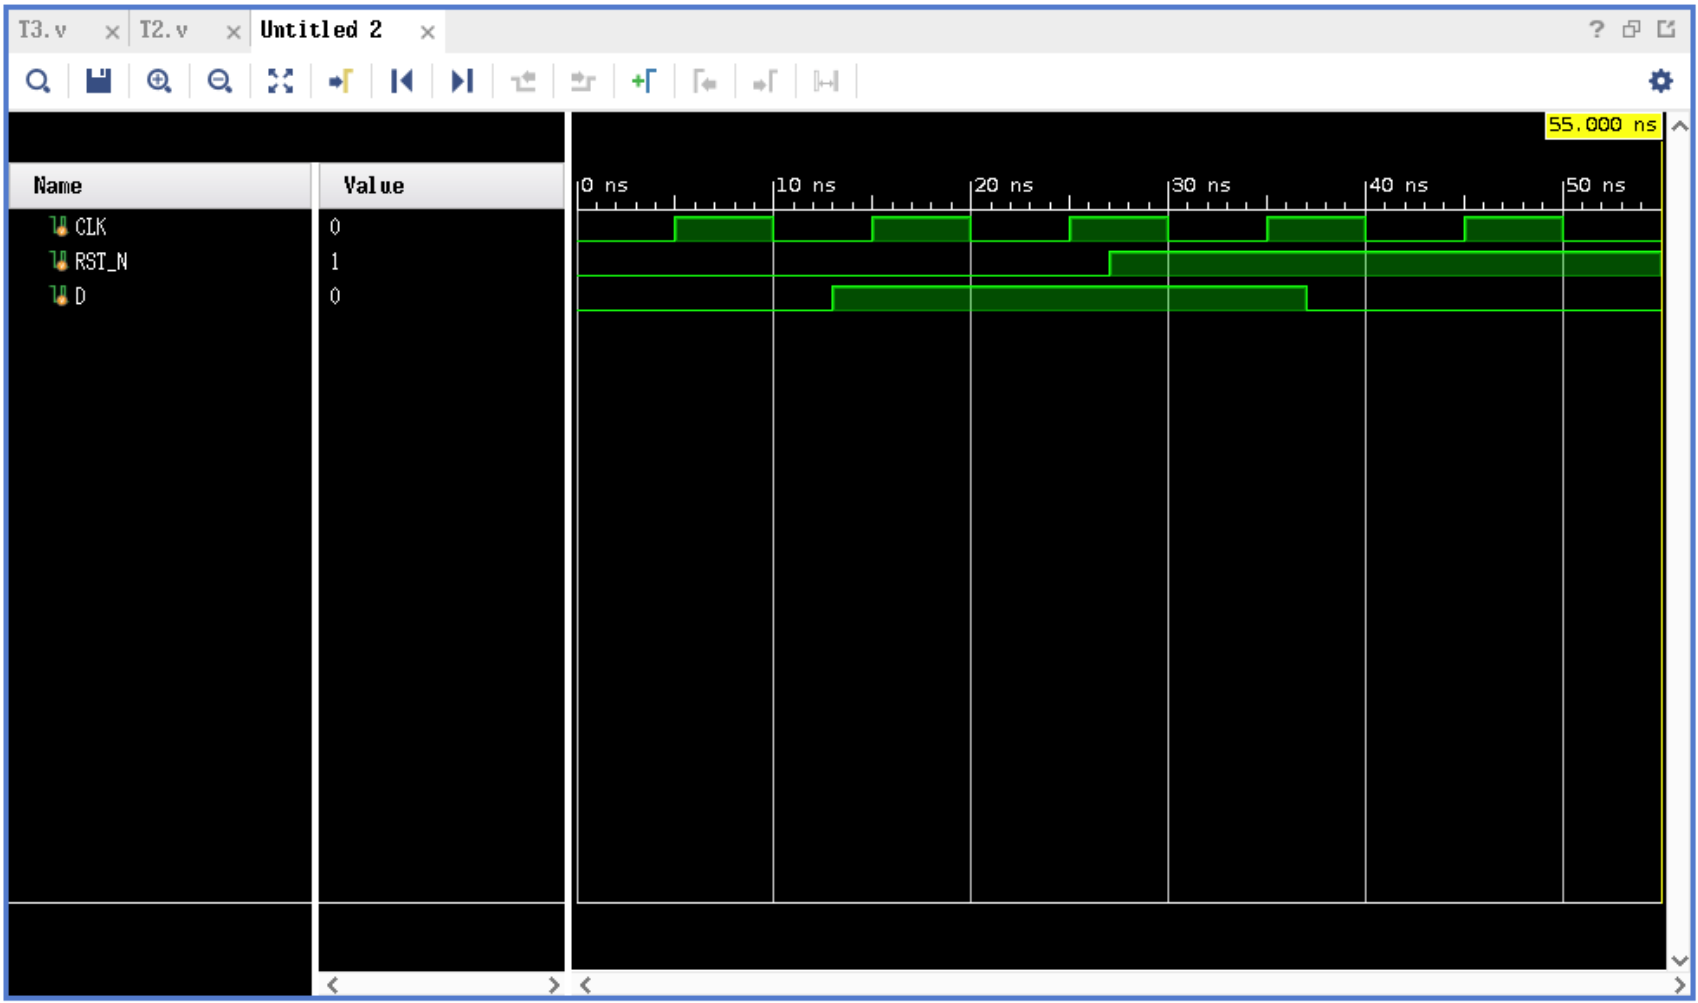 T3.v × T2.v × Untitled 2 × ?
55.000 ns
Name Value
0 ns 10 ns 20 ns 30 ns 40 ns 50 ns
CLK 0
RST_N 1
D 0